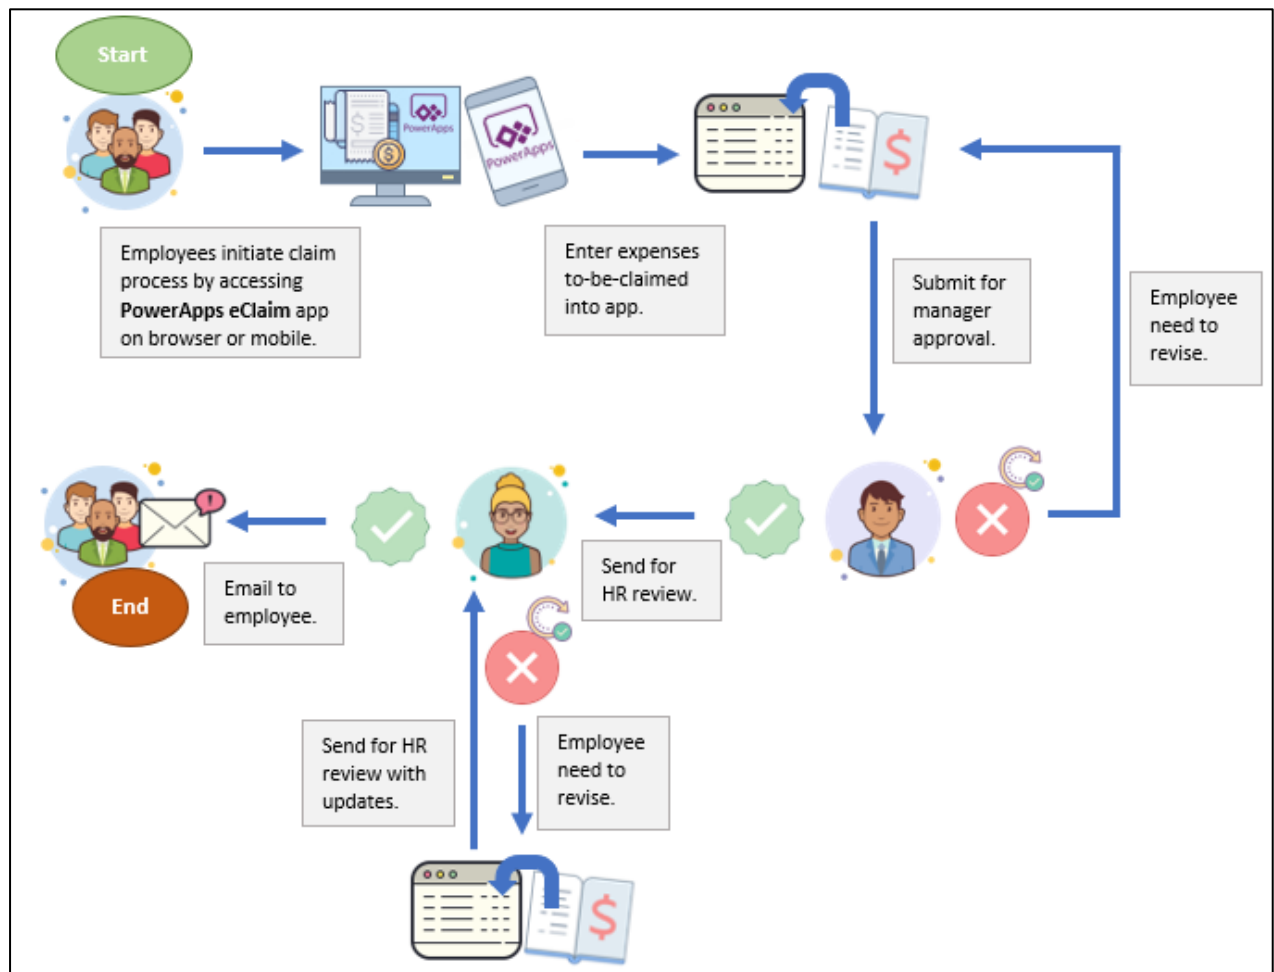 Start
PowerApps
PowerApps
$
$
$
Employees initiate claim
process by accessing
PowerApps eClaim app
on browser or mobile.
Enter expenses
to-be-claimed
into app.
Submit for
manager
approval.
Employee
need to
revise.
End
Email to
employee.
Send for
HR review.
!
Send for HR
review with
updates.
Employee
need to
revise.
$